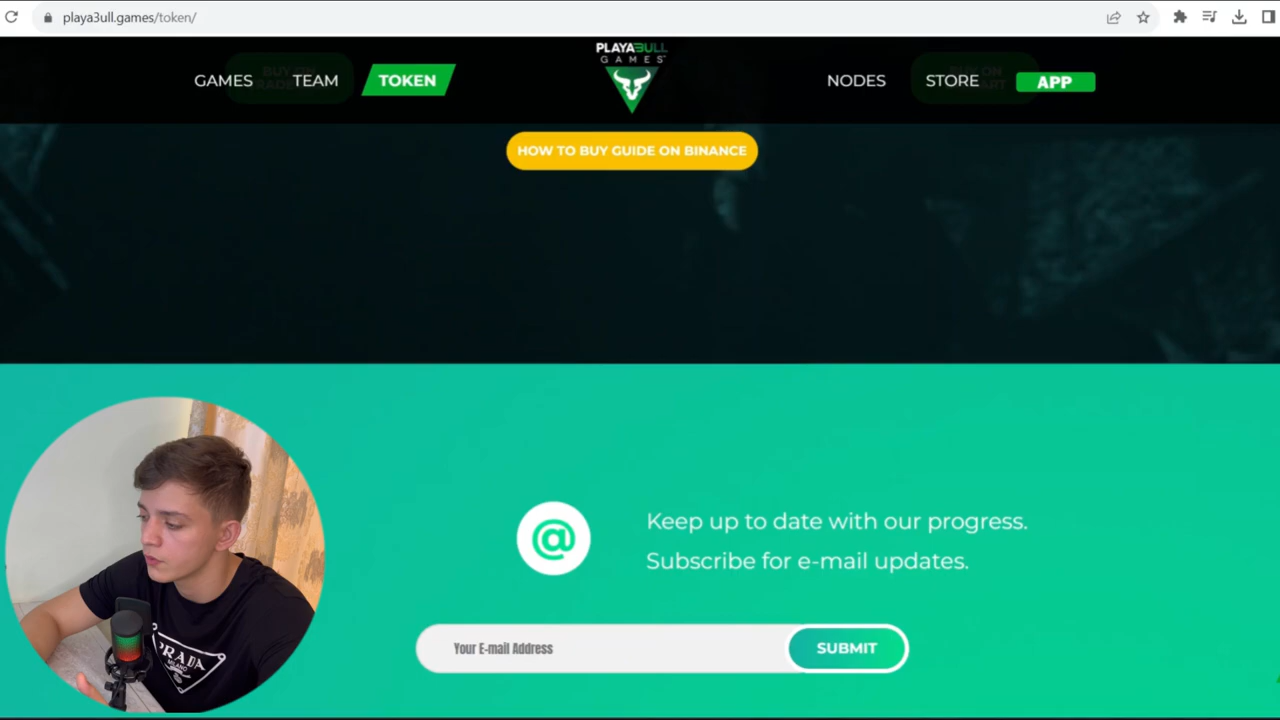 playa3ull.games/token/
PLAYA3ULL
GAMES
GAMES
TEAM
TOKEN
NODES
STORE
APP
HOW TO BUY GUIDE ON BINANCE
Keep up to date with our progress.
Subscribe for e-mail updates.
@
Your E-mail Address
SUBMIT
PRADA
MILANO